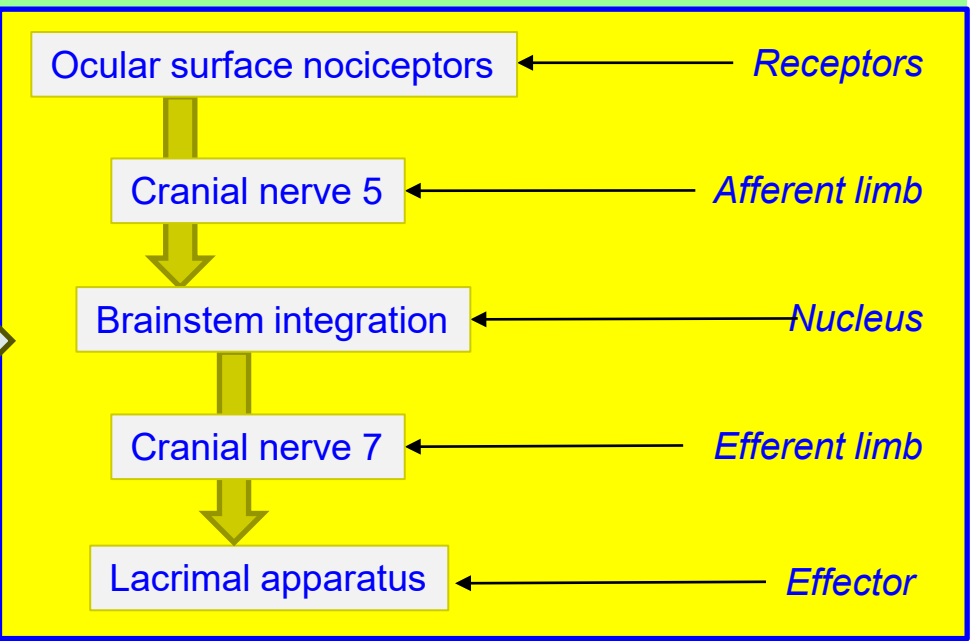 Ocular surface nociceptors Receptors
Cranial nerve 5 Afferent limb
Brainstem integration Nucleus
Cranial nerve 7 Efferent limb
Lacrimal apparatus Effector